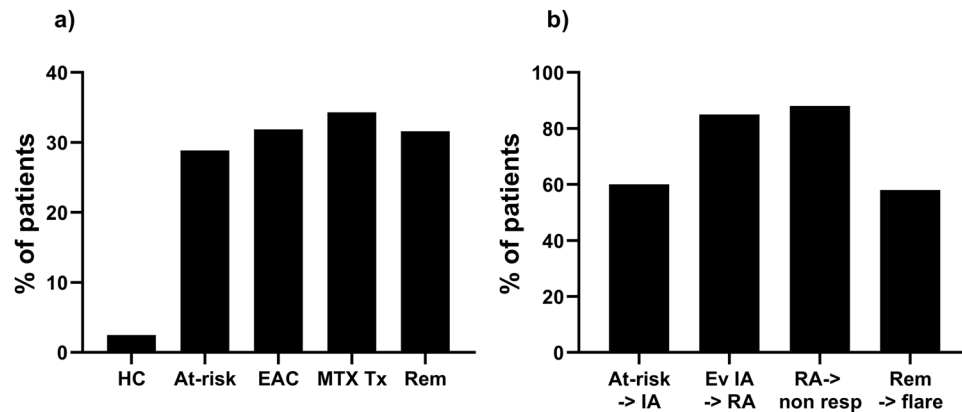 a)
% of patients
40
30
20
10
0
HC At-risk EAC MTX Tx Rem
b)
% of patients
100
80
60
40
20
0
At-risk Ev IA RA-> Rem
-> IA -> RA non resp -> flare